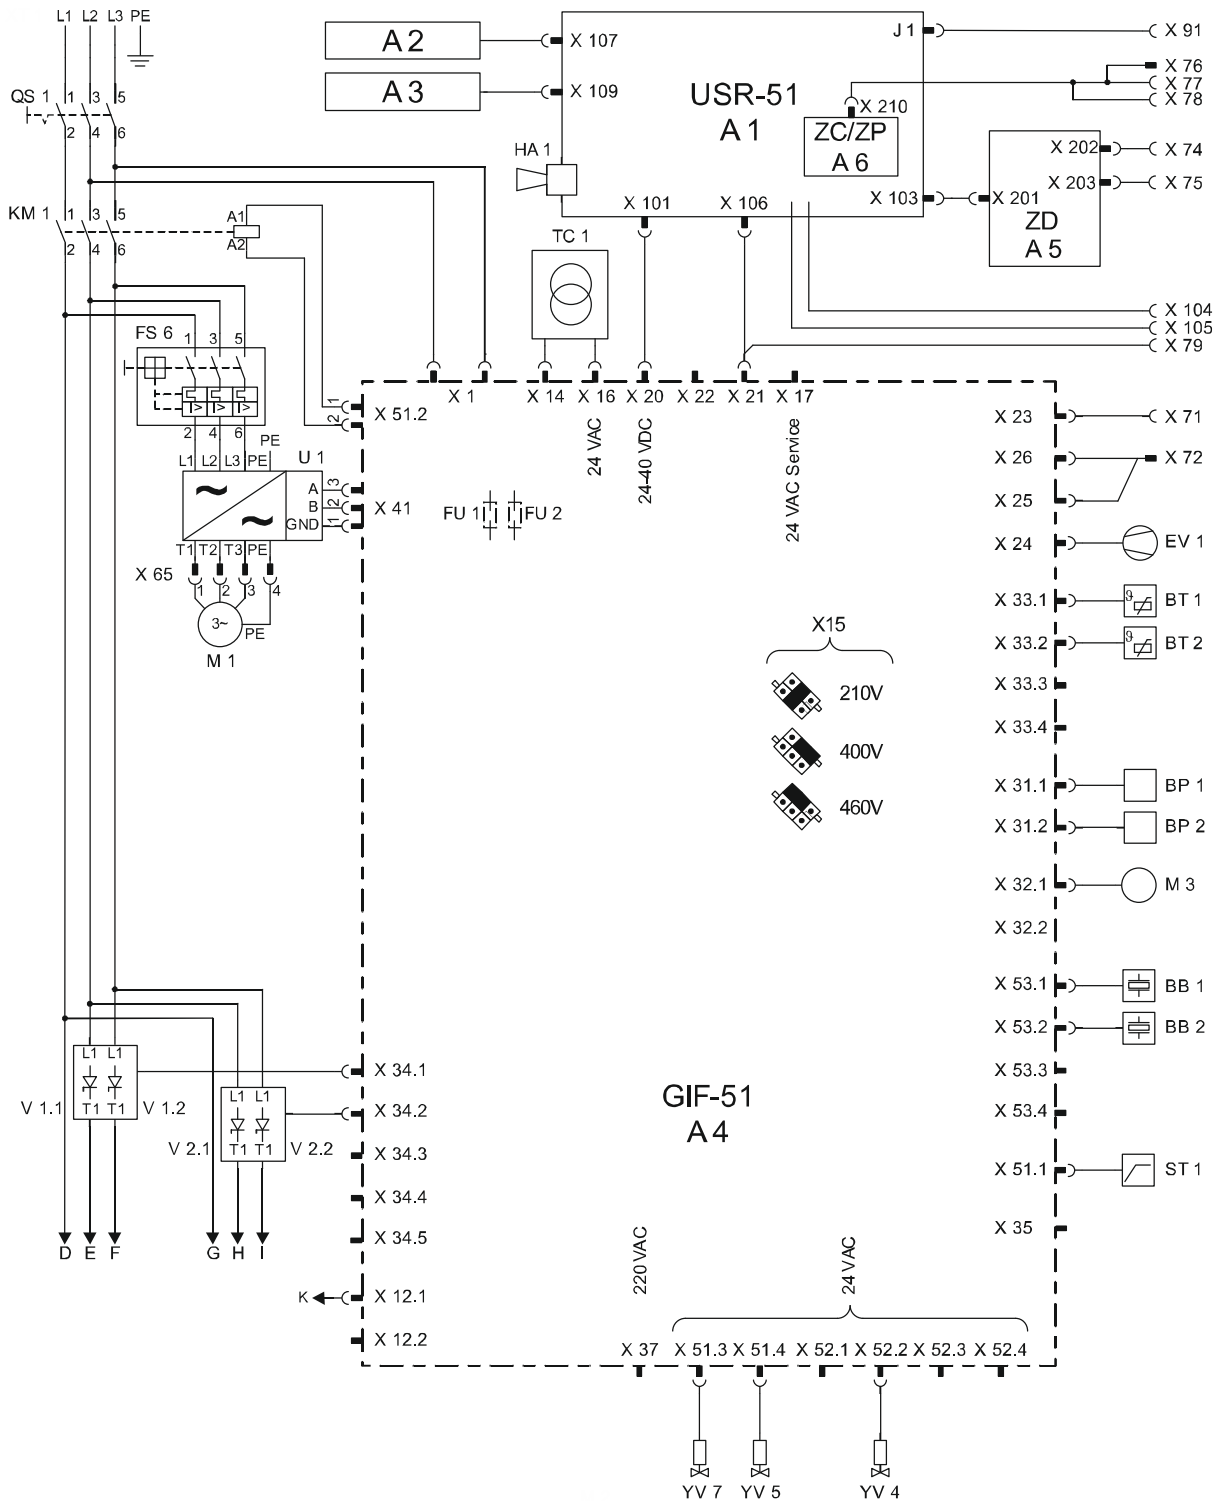 L1 L2 L3 PE
A 2
X 107
J 1
X 91
A 3
X 109
USR-51
A 1
X 210
ZC/ZP
A 6
X 76
X 77
X 78
QS 1
1 3 5
2 4 6
HA 1
X 202
X 74
X 203
X 75
X 101
X 106
X 103
X 201
ZD
A 5
KM 1
1 3 5
2 4 6
A1
A2
TC 1
X 104
X 105
X 79
FS 6
1 3 5
I> I> I>
2 4 6
X 1
X 14
X 16
X 20
X 22
X 21
X 17
24 VAC
24-40 VDC
24 VAC Service
1
2
X 51.2
X 23
X 71
X 26
X 72
X 25
PE
L1 L2 L3 PE
U 1
A 3
B 2
GND 1
X 41
FU 1
FU 2
T1 T2 T3 PE
X 65
1 2 3 4
3~
PE
M 1
X 24
EV 1
X 33.1
ϑ
BT 1
X 33.2
ϑ
BT 2
X 33.3
X 33.4
X15
210V
400V
460V
X 31.1
BP 1
X 31.2
BP 2
X 32.1
M 3
X 32.2
X 53.1
BB 1
X 53.2
BB 2
X 53.3
X 53.4
L1 L1
T1 T1
V 1.1
V 1.2
X 34.1
L1 L1
T1 T1
V 2.1
V 2.2
X 34.2
X 34.3
X 34.4
X 34.5
GIF-51
A 4
X 51.1
ST 1
X 35
D E F G H I
K
X 12.1
X 12.2
220 VAC
24 VAC
X 37
X 51.3
X 51.4
X 52.1
X 52.2
X 52.3
X 52.4
YV 7
YV 5
YV 4